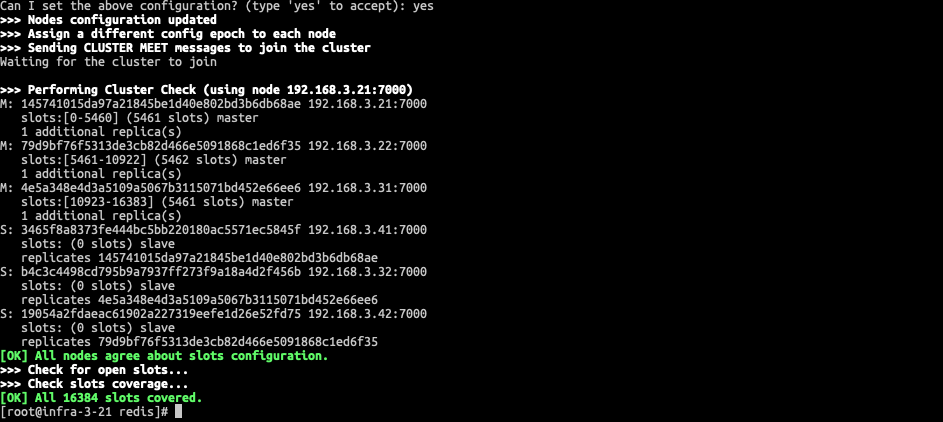 Can I set the above configuration? (type 'yes' to accept): yes
>>> Nodes configuration updated
>>> Assign a different config epoch to each node
>>> Sending CLUSTER MEET messages to join the cluster
Waiting for the cluster to join
>>> Performing Cluster Check (using node 192.168.3.21:7000)
M: 145741015da97a21845be1d40e802bd3b6db68ae 192.168.3.21:7000
slots:[0-5460] (5461 slots) master
1 additional replica(s)
M: 79d9bf76f5313de3cb82d466e5091868c1ed6f35 192.168.3.22:7000
slots:[5461-10922] (5462 slots) master
1 additional replica(s)
M: 4e5a348e4d3a5109a5067b3115071bd452e66ee6 192.168.3.31:7000
slots:[10923-16383] (5461 slots) master
1 additional replica(s)
S: 3465f8a8373fe444bc5bb220180ac5571ec5845f 192.168.3.41:7000
slots: (0 slots) slave
replicates 145741015da97a21845be1d40e802bd3b6db68ae
S: b4c3c4498cd795b9a7937ff273f9a18a4d2f456b 192.168.3.32:7000
slots: (0 slots) slave
replicates 4e5a348e4d3a5109a5067b3115071bd452e66ee6
S: 19054a2fdaeac61902a227319eefe1d26e52fd75 192.168.3.42:7000
slots: (0 slots) slave
replicates 79d9bf76f5313de3cb82d466e5091868c1ed6f35
[OK] All nodes agree about slots configuration.
>>> Check for open slots...
>>> Check slots coverage...
[OK] All 16384 slots covered.
[root@infra-3-21 redis]#